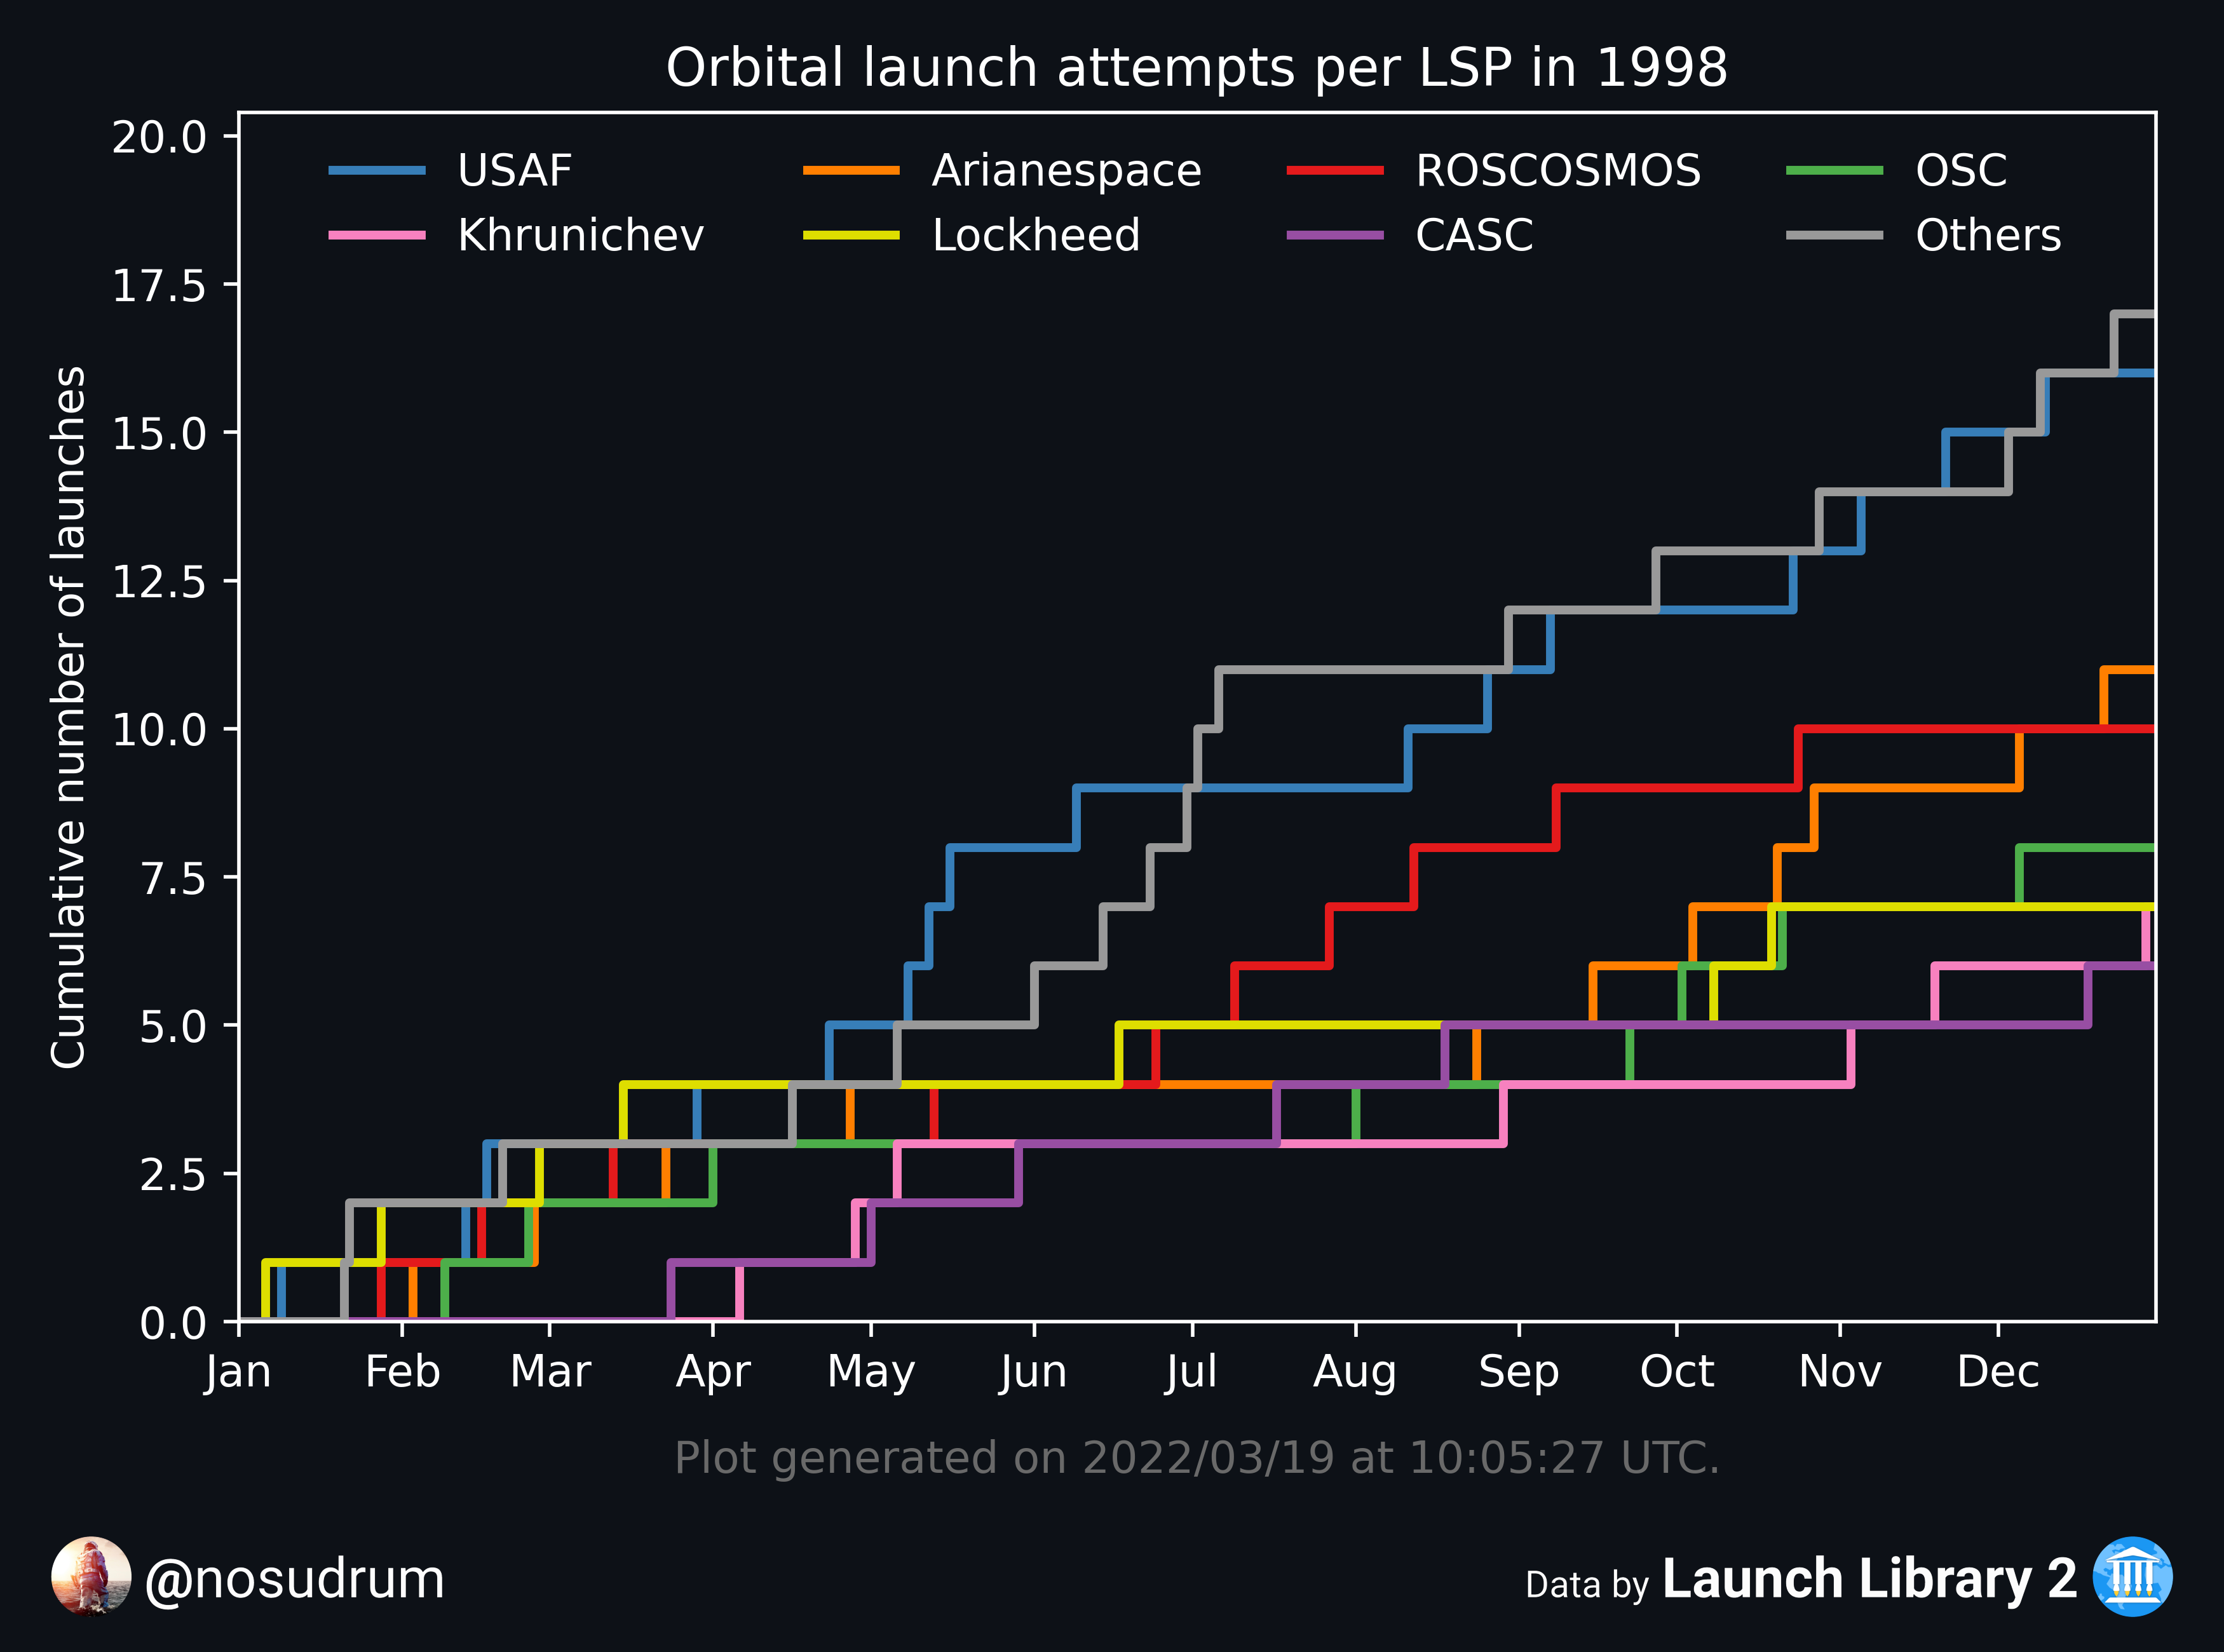 Orbital launch attempts per LSP in 1998
20.0
17.5
15.0
12.5
10.0
7.5
5.0
2.5
0.0
Cumulative number of launches
USAF
Arianespace
ROSCOSMOS
OSC
Khrunichev
Lockheed
CASC
Others
Jan Feb Mar Apr May Jun Jul Aug Sep Oct Nov Dec
Plot generated on 2022/03/19 at 10:05:27 UTC.
@nosudrum
Data by Launch Library 2